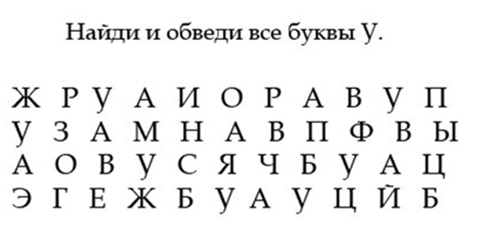 Найди и обведи все буквы У.
Ж Р У А И О Р А В У П
У З А М Н А В П Ф В Ы
А О В У С Я Ч Б У А Ц
Э Г Е Ж Б У А У Ц Й Б